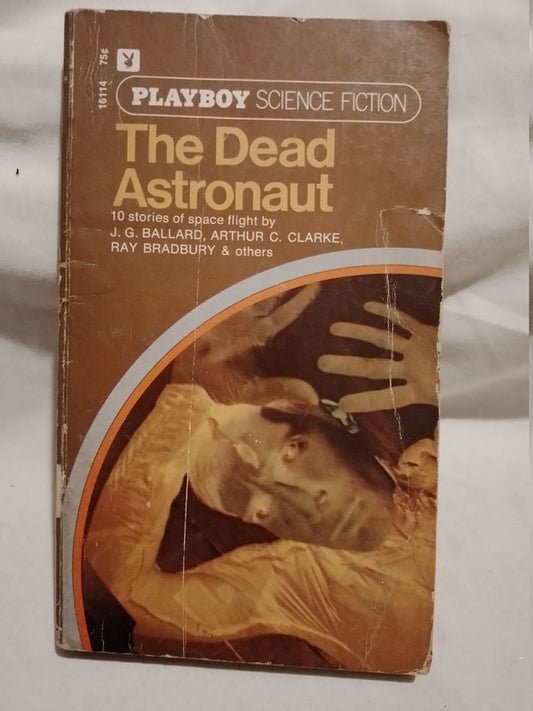 16114 75¢
PLAYBOY SCIENCE FICTION
The Dead
Astronaut
10 stories of space flight by
J. G. BALLARD, ARTHUR C. CLARKE,
RAY BRADBURY & others